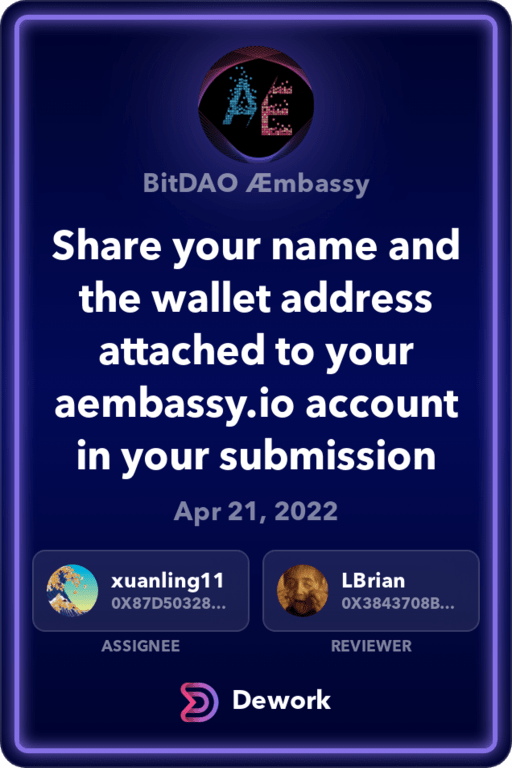 AE
BitDAO Æmbassy
Share your name and
the wallet address
attached to your
aembassy.io account
in your submission
Apr 21, 2022
xuanling11
0X87D50328...
LBrian
0X3843708B...
ASSIGNEE
REVIEWER
Dework